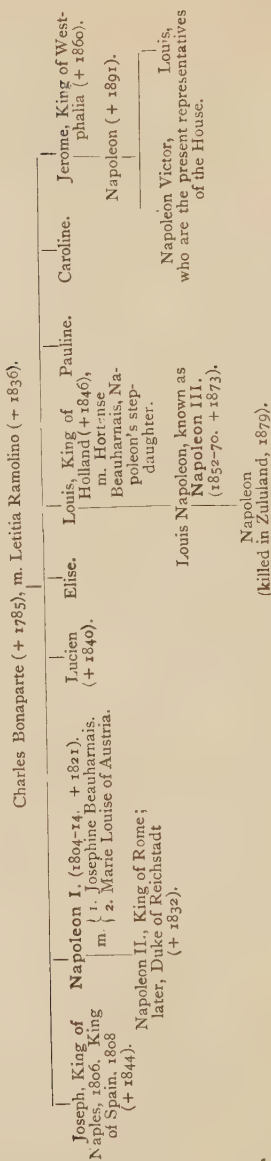 Charles Bonaparte (+ 1785), m. Letitia Ramolino (+ 1836).
Joseph, King of
Naples, 1806. King
of Spain. 1808
(+ 1844).
Napoleon I. (1804-14. + 1821).
m. { 1. Josephine Beauharnais.
2. Marie Louise of Austria.
Napoleon II., King of Rome;
later, Duke of Reichstadt
(+ 1832).
Lucien
(+ 1840).
Elise.
Louis, King of
Holland (+ 1846),
m. Hortense
Beauharnais, Na-
poleon's step-
daughter.
Louis Napoleon, known as
Napoleon III.
(1852-70. + 1873).
Napoleon
(killed in Zululand, 1879).
Pauline.
Caroline.
Jerome, King of West-
phalia (+ 1860).
Napoleon (+ 1891).
Napoleon Victor, Louis,
who are the present representatives
of the House.